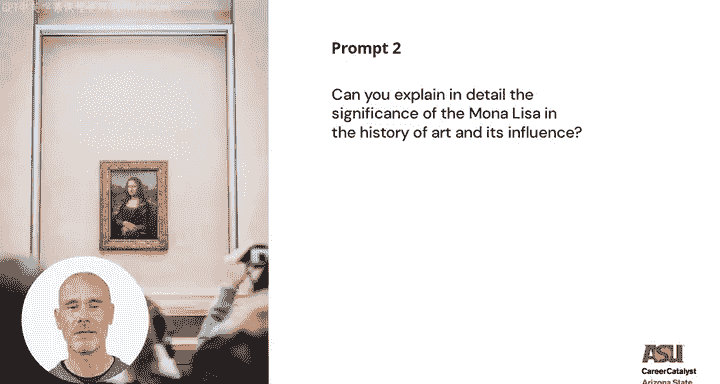 Prompt 2
Can you explain in detail the
significance of the Mona Lisa in
the history of art and its influence?
ASU
CareerCatalyst
Arizona State